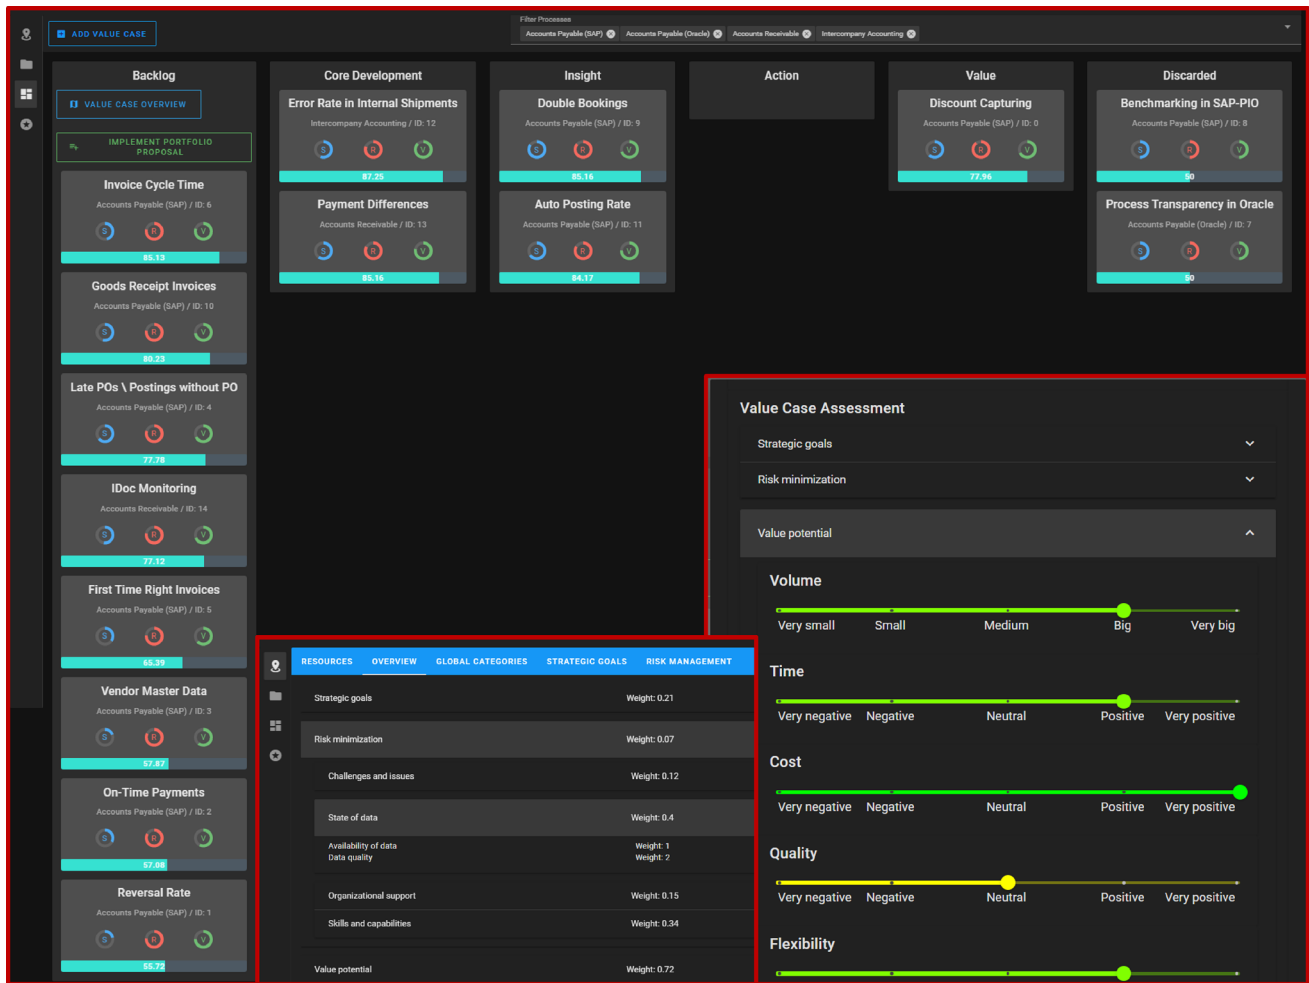 ADD VALUE CASE
Filter Processes
Accounts Payable (SAP) Accounts Payable (Oracle) Accounts Receivable Intercompany Accounting
Backlog
VALUE CASE OVERVIEW
IMPLEMENT PORTFOLIO
PROPOSAL
Invoice Cycle Time
Accounts Payable (SAP) / ID: 6
S R V
85.13
Goods Receipt Invoices
Accounts Payable (SAP) / ID: 10
S R V
80.23
Late POs \ Postings without PO
Accounts Payable (SAP) / ID: 4
S R V
77.78
IDoc Monitoring
Accounts Receivable / ID: 14
S R V
77.12
First Time Right Invoices
Accounts Payable (SAP) / ID: 5
S R V
65.39
Vendor Master Data
Accounts Payable (SAP) / ID: 3
S R V
57.87
On-Time Payments
Accounts Payable (SAP) / ID: 2
S R V
57.08
Reversal Rate
Accounts Payable (SAP) / ID: 1
S R V
55.72
Core Development
Error Rate in Internal Shipments
Intercompany Accounting / ID: 12
S R V
87.25
Payment Differences
Accounts Receivable / ID: 13
S R V
85.16
Insight
Double Bookings
Accounts Payable (SAP) / ID: 9
S R V
85.16
Auto Posting Rate
Accounts Payable (SAP) / ID: 11
S R V
84.17
Action
Value
Discount Capturing
Accounts Payable (SAP) / ID: 0
S R V
77.96
Discarded
Benchmarking in SAP-PIO
Accounts Payable (SAP) / ID: 8
S R V
50
Process Transparency in Oracle
Accounts Payable (Oracle) / ID: 7
S R V
50
RESOURCES OVERVIEW GLOBAL CATEGORIES STRATEGIC GOALS RISK MANAGEMENT
Strategic goals Weight: 0.21
Risk minimization Weight: 0.07
Challenges and issues Weight: 0.12
State of data Weight: 0.4
Availability of data Weight: 1
Data quality Weight: 2
Organizational support Weight: 0.15
Skills and capabilities Weight: 0.34
Value potential Weight: 0.72
Value Case Assessment
Strategic goals
Risk minimization
Value potential
Volume
Very small Small Medium Big Very big
Time
Very negative Negative Neutral Positive Very positive
Cost
Very negative Negative Neutral Positive Very positive
Quality
Very negative Negative Neutral Positive Very positive
Flexibility